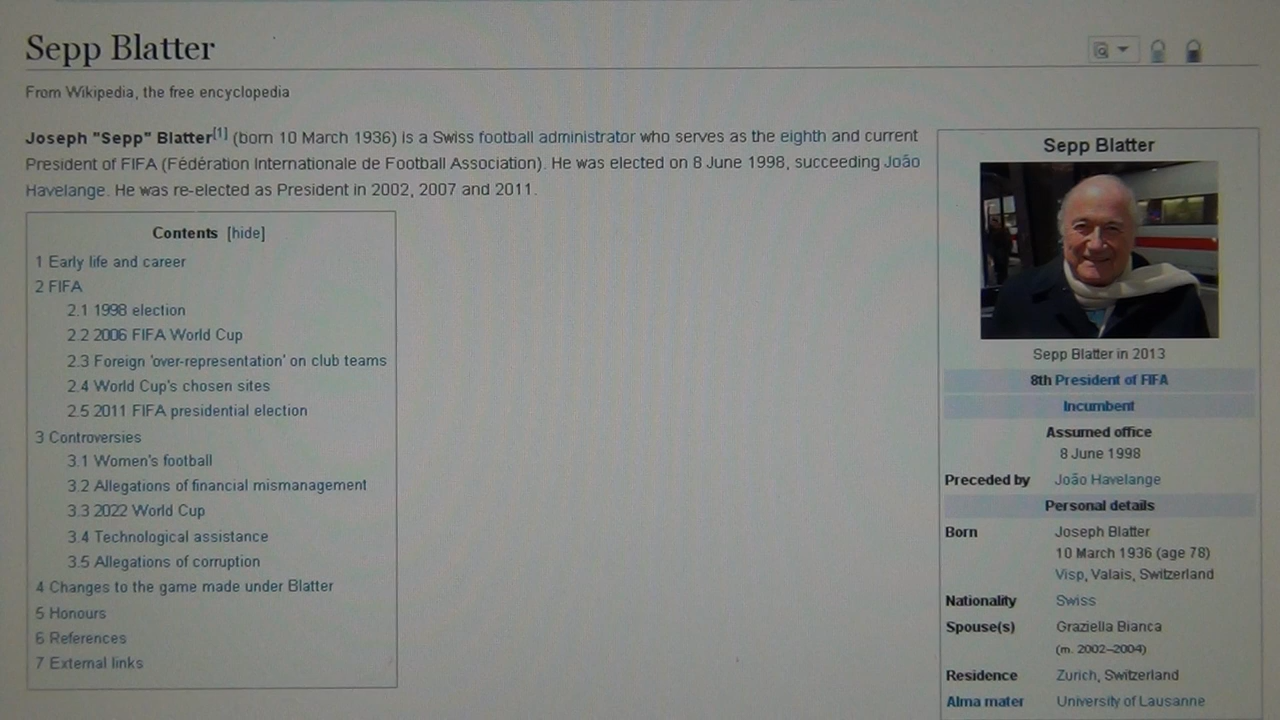 Sepp Blatter
From Wikipedia, the free encyclopedia
Joseph "Sepp" Blatter[1] (born 10 March 1936) is a Swiss football administrator who serves as the eighth and current
President of FIFA (Fédération Internationale de Football Association). He was elected on 8 June 1998, succeeding João
Havelange. He was re-elected as President in 2002, 2007 and 2011.
Contents [hide]
1 Early life and career
2 FIFA
2.1 1998 election
2.2 2006 FIFA World Cup
2.3 Foreign 'over-representation' on club teams
2.4 World Cup's chosen sites
2.5 2011 FIFA presidential election
3 Controversies
3.1 Women's football
3.2 Allegations of financial mismanagement
3.3 2022 World Cup
3.4 Technological assistance
3.5 Allegations of corruption
4 Changes to the game made under Blatter
5 Honours
6 References
7 External links
Sepp Blatter
Sepp Blatter in 2013
8th President of FIFA
Incumbent
Assumed office
8 June 1998
Preceded by João Havelange
Personal details
Born Joseph Blatter
10 March 1936 (age 78)
Visp, Valais, Switzerland
Nationality Swiss
Spouse(s) Graziella Bianca
(m. 2002–2004)
Residence Zurich, Switzerland
Alma mater University of Lausanne